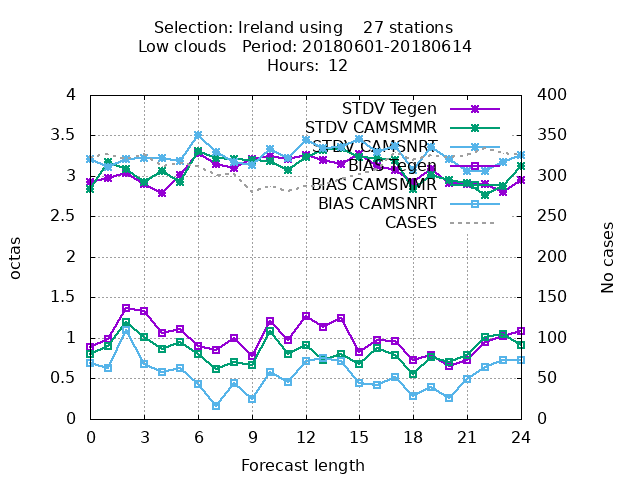 Selection: Ireland using 27 stations
Low clouds Period: 20180601-20180614
Hours: 12
4
3.5
3
2.5
2
1.5
1
0.5
0
400
350
300
250
200
150
100
50
0
STDV Tegen
STDV CAMSMMR
STDV CAMSNRT
BIAS Tegen
BIAS CAMSMMR
BIAS CAMSNRT
CASES
octas
No cases
0 3 6 9 12 15 18 21 24
Forecast length